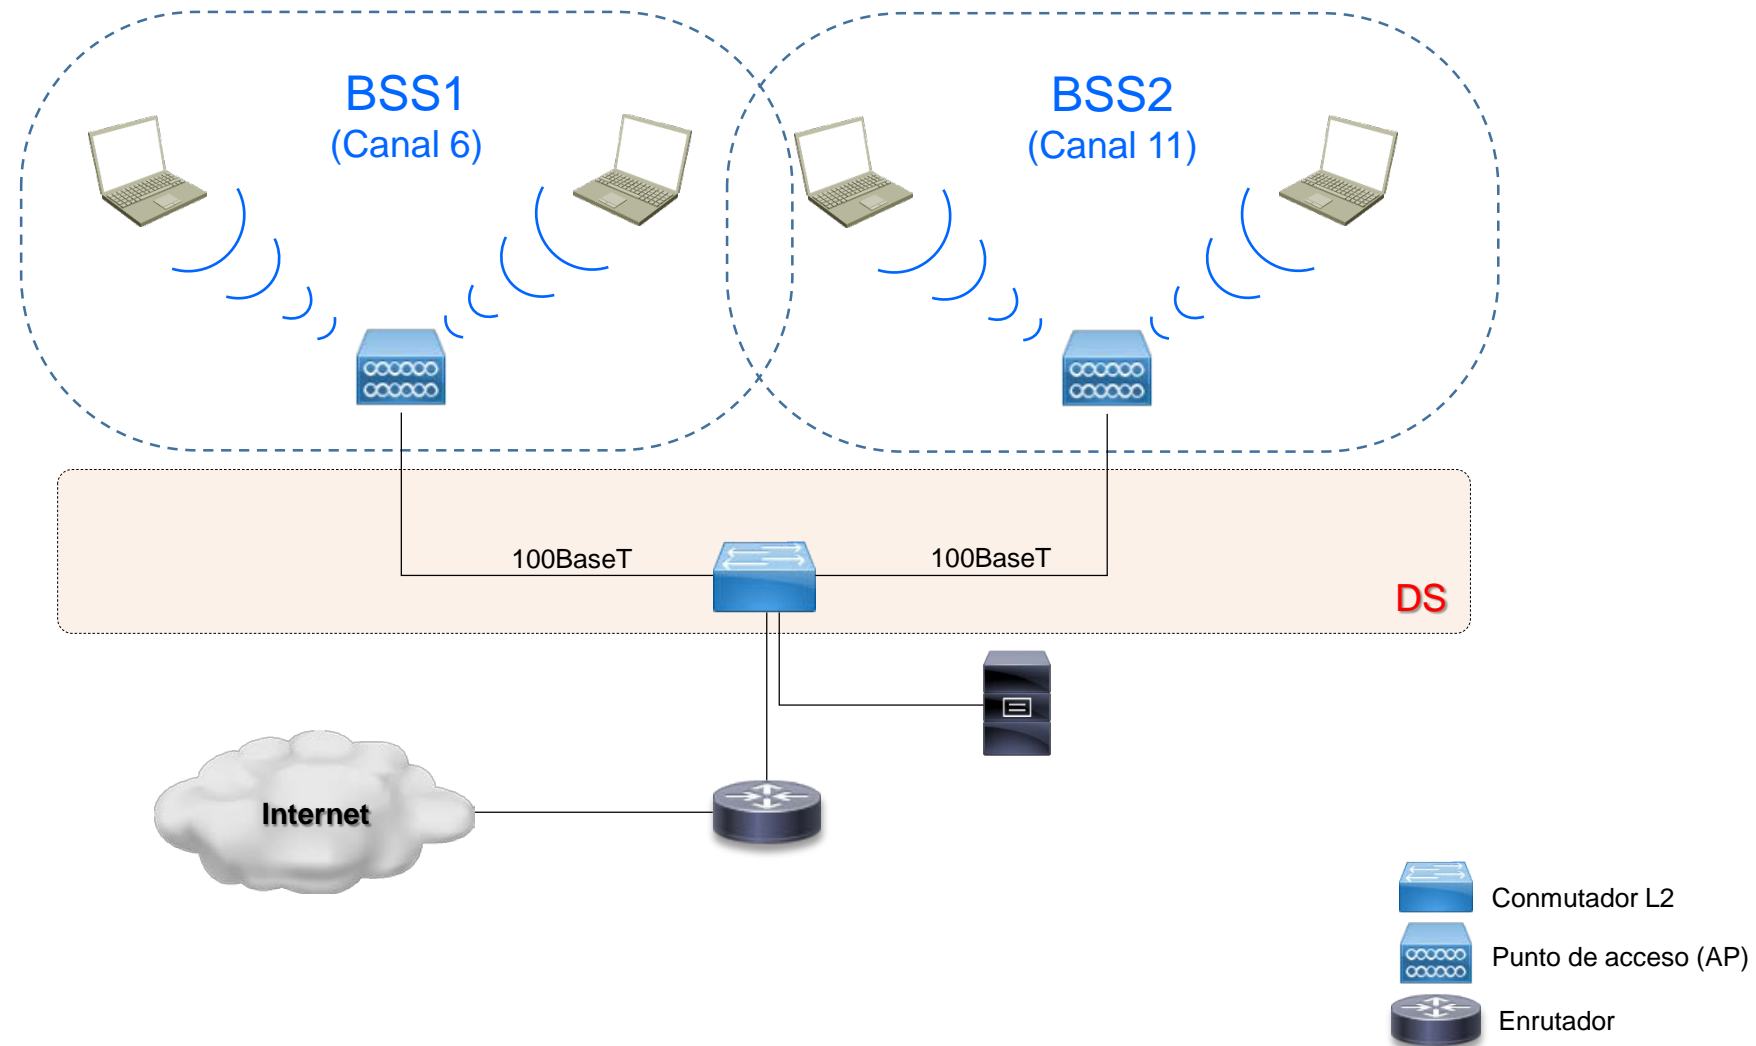 BSS1
(Canal 6)
BSS2
(Canal 11)
100BaseT
100BaseT
DS
Internet
Conmutador L2
Punto de acceso (AP)
Enrutador